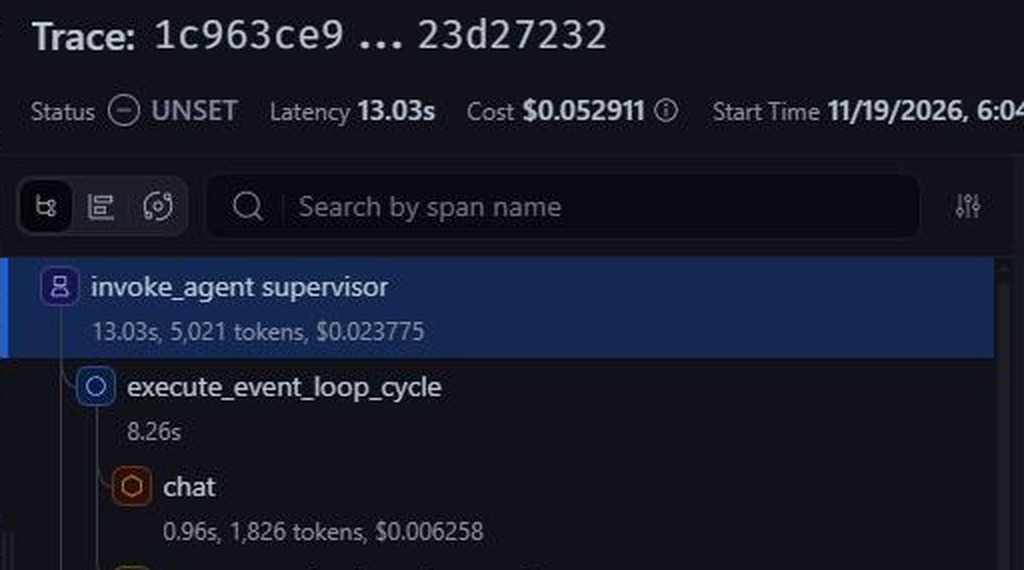 Trace: 1c963ce9 ... 23d27232
Status UNSET Latency 13.03s Cost $0.052911 Start Time 11/19/2026, 6:04
Search by span name
invoke_agent supervisor
13.03s, 5,021 tokens, $0.023775
execute_event_loop_cycle
8.26s
chat
0.96s, 1,826 tokens, $0.006258